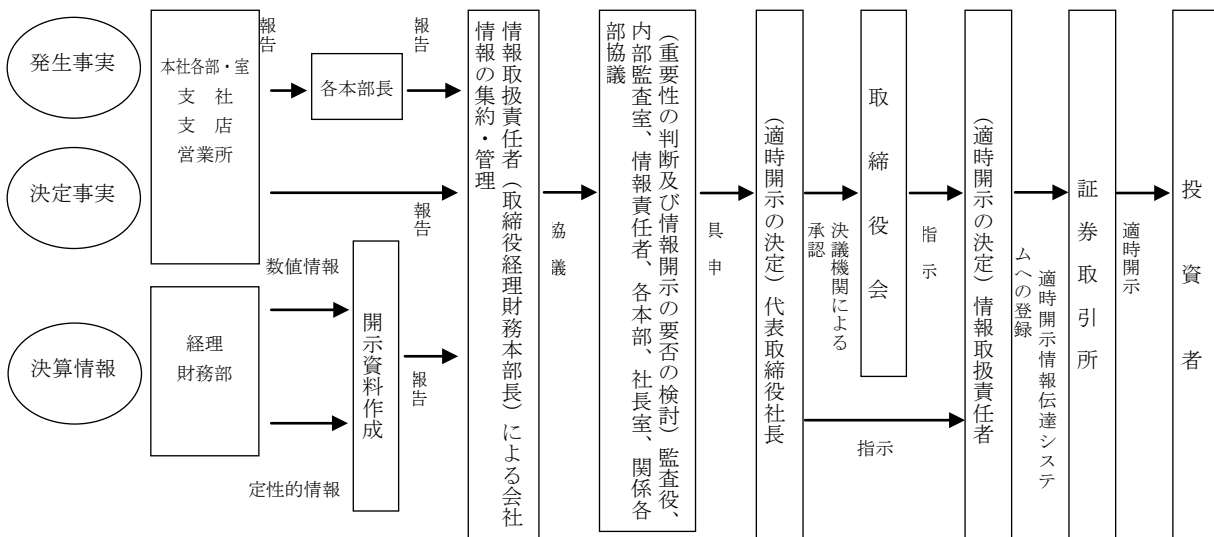 発生事実
決定事実
決算情報
本社各部・室
支 社
支 店
営業所
報告
各本部長
報告
報告
数値情報
経理
財務部
定性的情報
開示資料作成
報告
情報取扱責任者（取締役経理財務本部長）による会社
情報の集約・管理
協 議
（重要性の判断及び情報開示の要否の検討）監査役、
内部監査室、情報責任者、各本部、社長室、関係各
部協議
具 申
（適時開示の決定）代表取締役社長
決議機関による
承認
取 締 役 会
指 示
指示
（適時開示の決定）情報取扱責任者
適時開示情報伝達システ
ムへの登録
証 券 取 引 所
適時開示
投 資 者